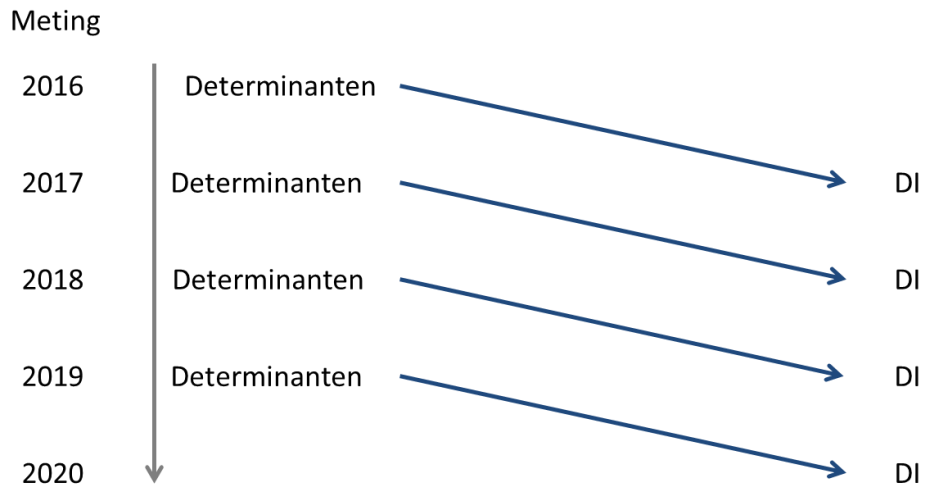 Meting
2016 Determinanten
2017 Determinanten DI
2018 Determinanten DI
2019 Determinanten DI
2020 DI